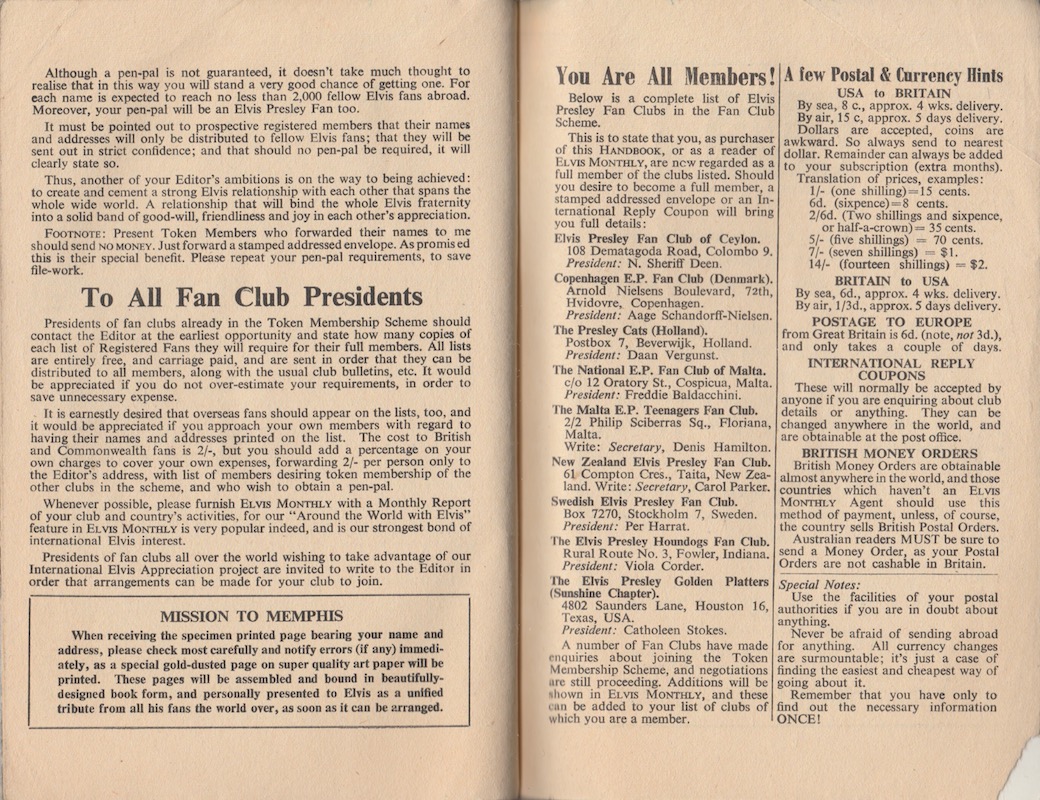 Although a pen-pal is not guaranteed, it doesn't take much thought to
realise that in this way you will stand a very good chance of getting one. For
each name is expected to reach no less than 2,000 fellow Elvis fans abroad.
Moreover, your pen-pal will be an Elvis Presley Fan too.
It must be pointed out to prospective registered members that their names
and addresses will only be distributed to fellow Elvis fans; that they will be
sent out in strict confidence; and that should no pen-pal be required, it will
clearly state so.
Thus, another of your Editor's ambitions is on the way to being achieved:
to create and cement a strong Elvis relationship with each other that spans the
whole wide world. A relationship that will bind the whole Elvis fraternity
into a solid band of good-will, friendliness and joy in each other's appreciation.
FOOTNOTE: Present Token Members who forwarded their names to me
should send NO MONEY. Just forward a stamped addressed envelope. As promised
this is their special benefit. Please repeat your pen-pal requirements, to save
file-work.
To All Fan Club Presidents
Presidents of fan clubs already in the Token Membership Scheme should
contact the Editor at the earliest opportunity and state how many copies of
each list of Registered Fans they will require for their full members. All lists
are entirely free, and carriage paid, and are sent in order that they can be
distributed to all members, along with the usual club bulletins, etc. It would
be appreciated if you do not over-estimate your requirements, in order to
save unnecessary expense.
It is earnestly desired that overseas fans should appear on the lists, too, and
it would be appreciated if you approach your own members with regard to
having their names and addresses printed on the list. The cost to British
and Commonwealth fans is 2/-, but you should add a percentage on your
own charges to cover your own expenses, forwarding 2/- per person only to
the Editor's address, with list of members desiring token membership of the
other clubs in the scheme, and who wish to obtain a pen-pal.
Whenever possible, please furnish ELVIS MONTHLY with a Monthly Report
of your club and country's activities, for our "Around the World with Elvis"
feature in ELVIS MONTHLY is very popular indeed, and is our strongest bond of
international Elvis interest.
Presidents of fan clubs all over the world wishing to take advantage of our
International Elvis Appreciation project are invited to write to the Editor in
order that arrangements can be made for your club to join.
MISSION TO MEMPHIS
When receiving the specimen printed page bearing your name and
address, please check most carefully and notify errors (if any) immedi-
ately, as a special gold-dusted page on super quality art paper will be
printed. These pages will be assembled and bound in beautifully-
designed book form, and personally presented to Elvis as a unified
tribute from all his fans the world over, as soon as it can be arranged.
You Are All Members!
Below is a complete list of Elvis
Presley Fan Clubs in the Fan Club
Scheme.
This is to state that you, as purchaser
of this HANDBOOK, or as a reader of
ELVIS MONTHLY, are now regarded as a
full member of the clubs listed. Should
you desire to become a full member, a
stamped addressed envelope or an In-
ternational Reply Coupon will bring
you full details:
Elvis Presley Fan Club of Ceylon.
108 Dematagoda Road, Colombo 9.
President: N. Sheriff Deen.
Copenhagen E.P. Fan Club (Denmark).
Arnold Nielsens Boulevard, 72th,
Hvidovre, Copenhagen.
President: Aage Schandorff-Nielsen.
The Presley Cats (Holland).
Postbox 7, Beverwijk, Holland.
President: Daan Vergunst.
The National E.P. Fan Club of Malta.
c/o 12 Oratory St., Cospicua, Malta.
President: Freddie Baldacchini.
The Malta E.P. Teenagers Fan Club.
2/2 Philip Sciberras Sq., Floriana,
Malta.
Write: Secretary, Denis Hamilton.
New Zealand Elvis Presley Fan Club.
61 Compton Cres., Taita, New Zea-
land. Write: Secretary, Carol Parker.
Swedish Elvis Presley Fan Club.
Box 7270, Stockholm 7, Sweden.
President: Per Harrat.
The Elvis Presley Houndogs Fan Club.
Rural Route No. 3, Fowler, Indiana.
President: Viola Corder.
The Elvis Presley Golden Platters
(Sunshine Chapter).
4802 Saunders Lane, Houston 16,
Texas, USA.
President: Catholeen Stokes.
A number of Fan Clubs have made
enquiries about joining the Token
Membership Scheme, and negotiations
are still proceeding. Additions will be
shown in ELVIS MONTHLY, and these
can be added to your list of clubs of
which you are a member.
A few Postal & Currency Hints
USA to BRITAIN
By sea, 8 c., approx. 4 wks. delivery.
By air, 15 c, approx. 5 days delivery.
Dollars are accepted, coins are
awkward. So always send to nearest
dollar. Remainder can always be added
to your subscription (extra months).
Translation of prices, examples:
1/- (one shilling)=15 cents.
6d. (sixpence)=8 cents.
2/6d. (Two shillings and sixpence,
or half-a-crown)= 35 cents.
5/- (five shillings) = 70 cents.
7/- (seven shillings) = $1.
14/- (fourteen shillings) = $2.
BRITAIN to USA
By sea, 6d., approx. 4 wks. delivery.
By air, 1/3d., approx. 5 days delivery.
POSTAGE TO EUROPE
from Great Britain is 6d. (note, not 3d.),
and only takes a couple of days.
INTERNATIONAL REPLY
COUPONS
These will normally be accepted by
anyone if you are enquiring about club
details or anything. They can be
changed anywhere in the world, and
are obtainable at the post office.
BRITISH MONEY ORDERS
British Money Orders are obtainable
almost anywhere in the world, and those
countries which haven't an ELVIS
MONTHLY Agent should use this
method of payment, unless, of course,
the country sells British Postal Orders.
Australian readers MUST be sure to
send a Money Order, as your Postal
Orders are not cashable in Britain.
Special Notes:
Use the facilities of your postal
authorities if you are in doubt about
anything.
Never be afraid of sending abroad
for anything. All currency changes
are surmountable; it's just a case of
finding the easiest and cheapest way of
going about it.
Remember that you have only to
find out the necessary information
ONCE!